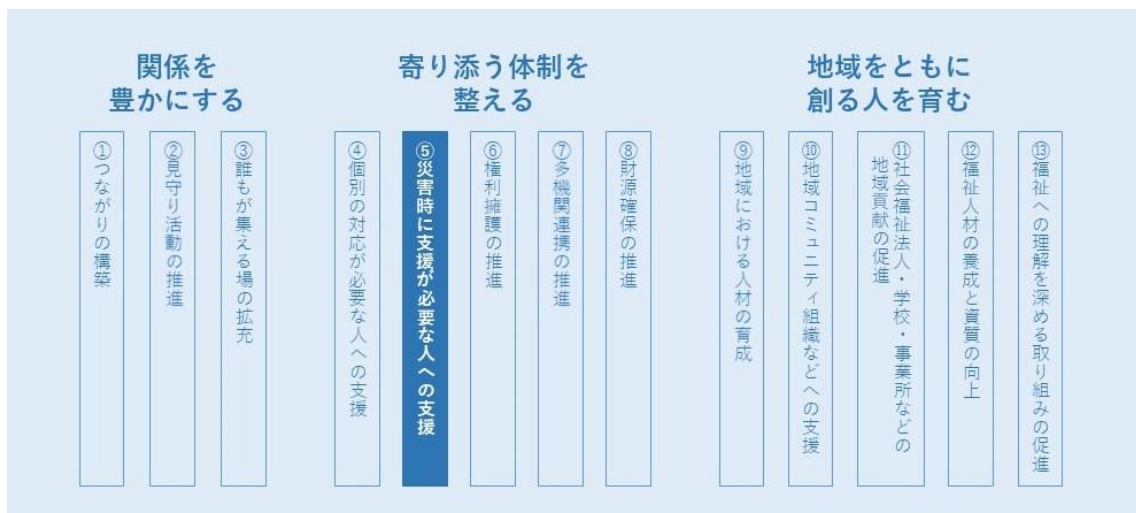 関係を
豊かにする
①つながりの構築
②見守り活動の推進
③誰もが集える場の拡充
寄り添う体制を
整える
④個別の対応が必要な人への支援
⑤災害時に支援が必要な人への支援
⑥権利擁護の推進
⑦多機関連携の推進
⑧財源確保の推進
地域をともに
創る人を育む
⑨地域における人材の育成
⑩地域コミュニティ組織などへの支援
⑪社会福祉法人・学校・事業所などの
地域貢献の促進
⑫福祉人材の養成と資質の向上
⑬福祉への理解を深める取り組みの促進